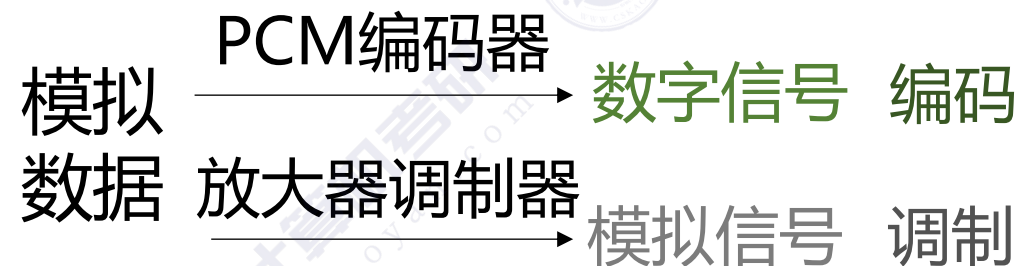 PCM编码器
模拟
数据
数字信号 编码
放大器调制器
模拟信号 调制